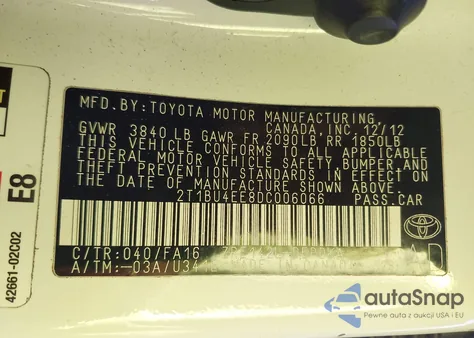 MFD.BY:TOYOTA MOTOR MANUFACTURING,
CANADA,INC. 12/12
GVWR 3840 LB GAWR FR 2090LB RR 1850LB
THIS VEHICLE CONFORMS TO ALL APPLICABLE
FEDERAL MOTOR VEHICLE SAFETY,BUMPER,AND
THEFT PREVENTION STANDARDS IN EFFECT ON
THE DATE OF MANUFACTURE SHOWN ABOVE.
2T1BU4EE8DC006066 PASS.CAR
C/TR:040/FA16
A/TM:-03A/U341E
E8
42661-02C02
autoSnap
Pewne auta z aukcji USA i EU